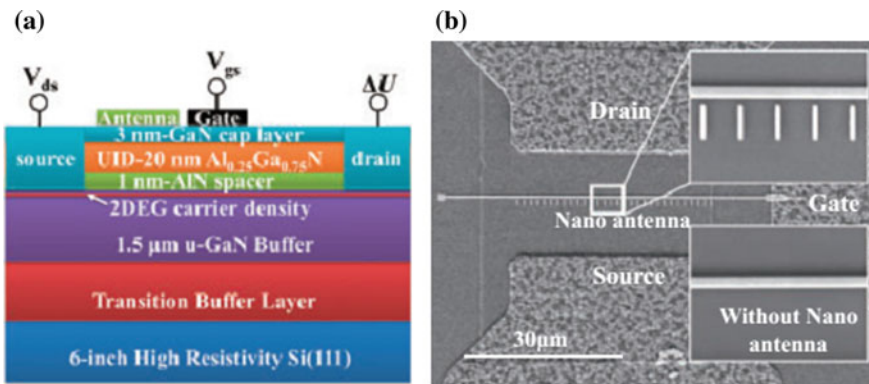 (a)
V_ds
V_gs
ΔU
Antenna
Gate
3 nm-GaN cap layer
source
UID-20 nm Al_0.25Ga_0.75N
drain
1 nm-AlN spacer
2DEG carrier density
1.5 μm u-GaN Buffer
Transition Buffer Layer
6-inch High Resistivity Si(111)
(b)
Drain
Gate
Nano antenna
Source
30μm
Without Nano
antenna